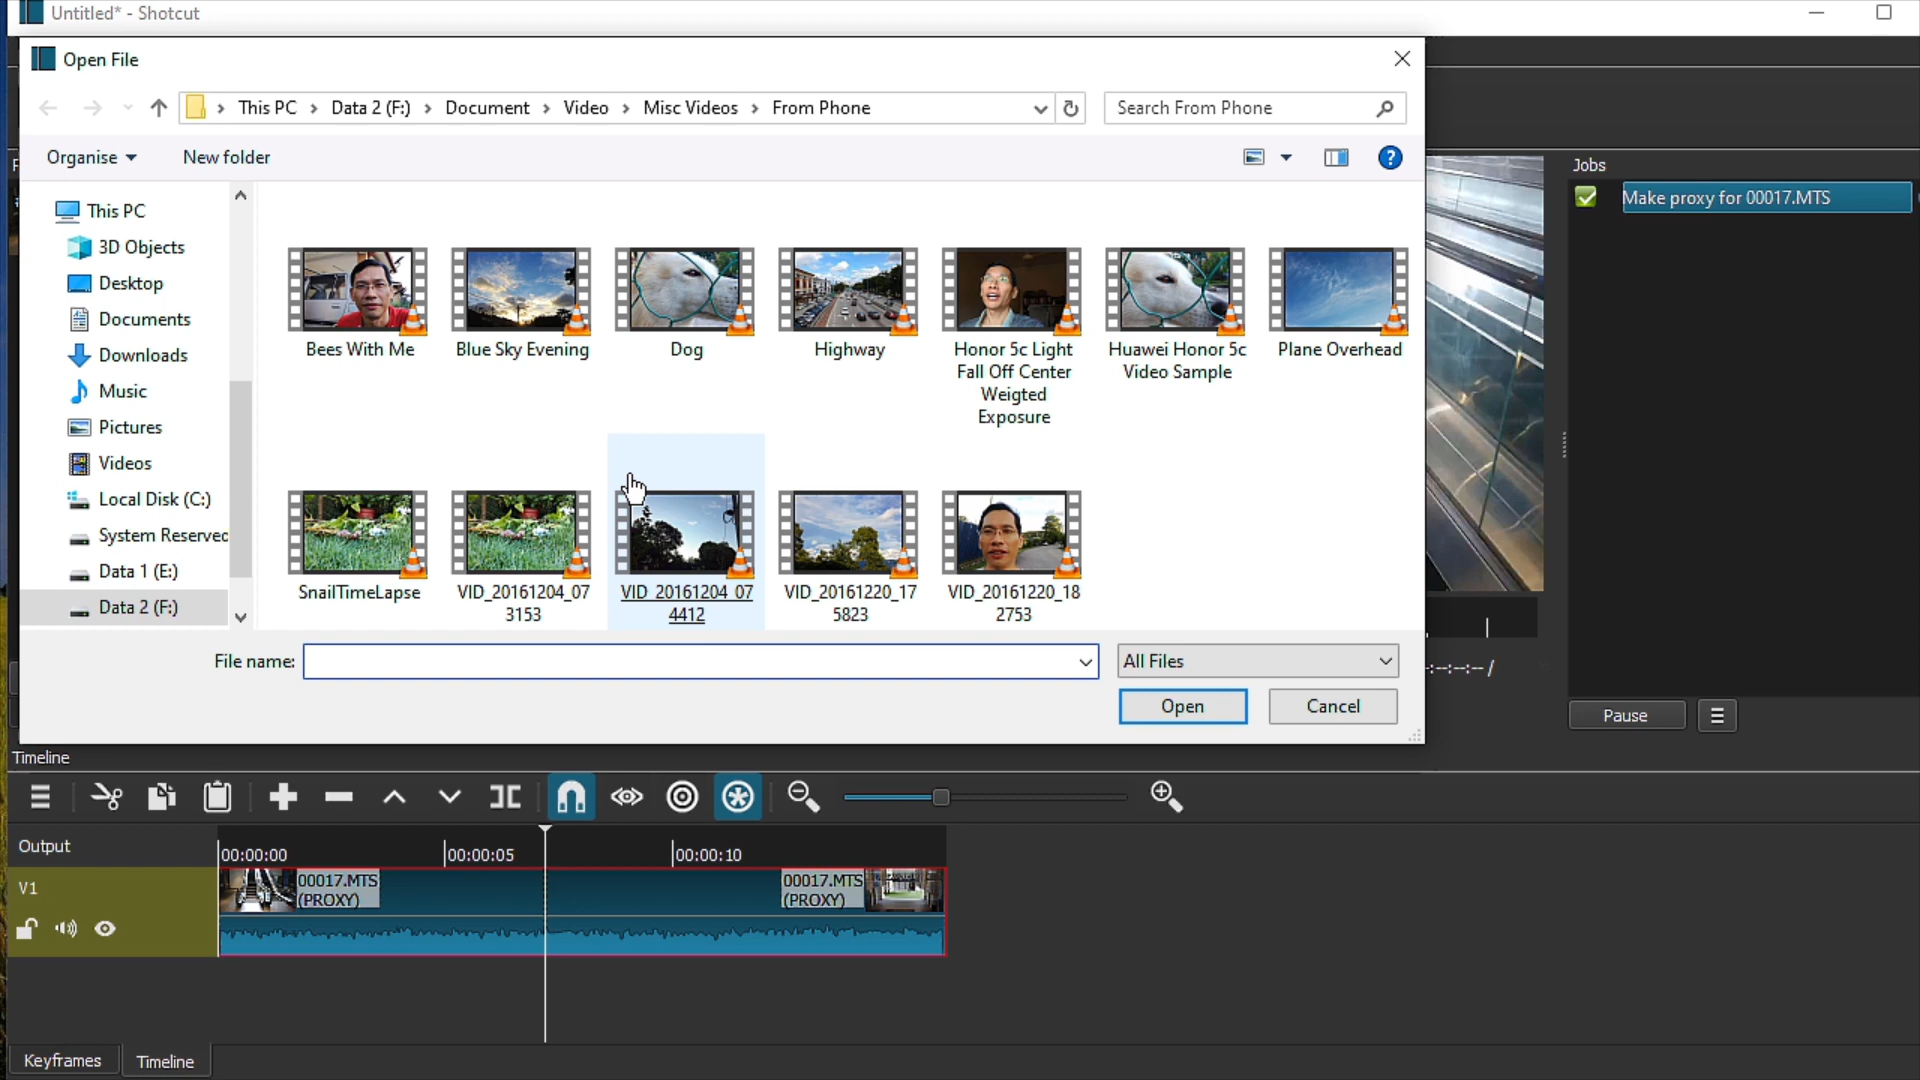 Untitled* - Shotcut
Open File
This PC > Data 2 (F:) > Document > Video > Misc Videos > From Phone
Search From Phone
Organise
New folder
This PC
3D Objects
Desktop
Documents
Downloads
Music
Pictures
Videos
Local Disk (C:)
System Reserved
Data 1 (E:)
Data 2 (F:)
Bees With Me
Blue Sky Evening
Dog
Highway
Honor 5c Light
Fall Off Center
Weigted
Exposure
Huawei Honor 5c
Video Sample
Plane Overhead
SnailTimeLapse
VID_20161204_07
3153
VID_20161204_07
4412
VID_20161220_17
5823
VID_20161220_18
2753
File name:
All Files
Open
Cancel
Jobs
Make proxy for 00017.MTS
--:--:-- /
Pause
Timeline
Output
00:00:00
00:00:05
00:00:10
V1
00017.MTS
(PROXY)
00017.MTS
(PROXY)
Keyframes
Timeline